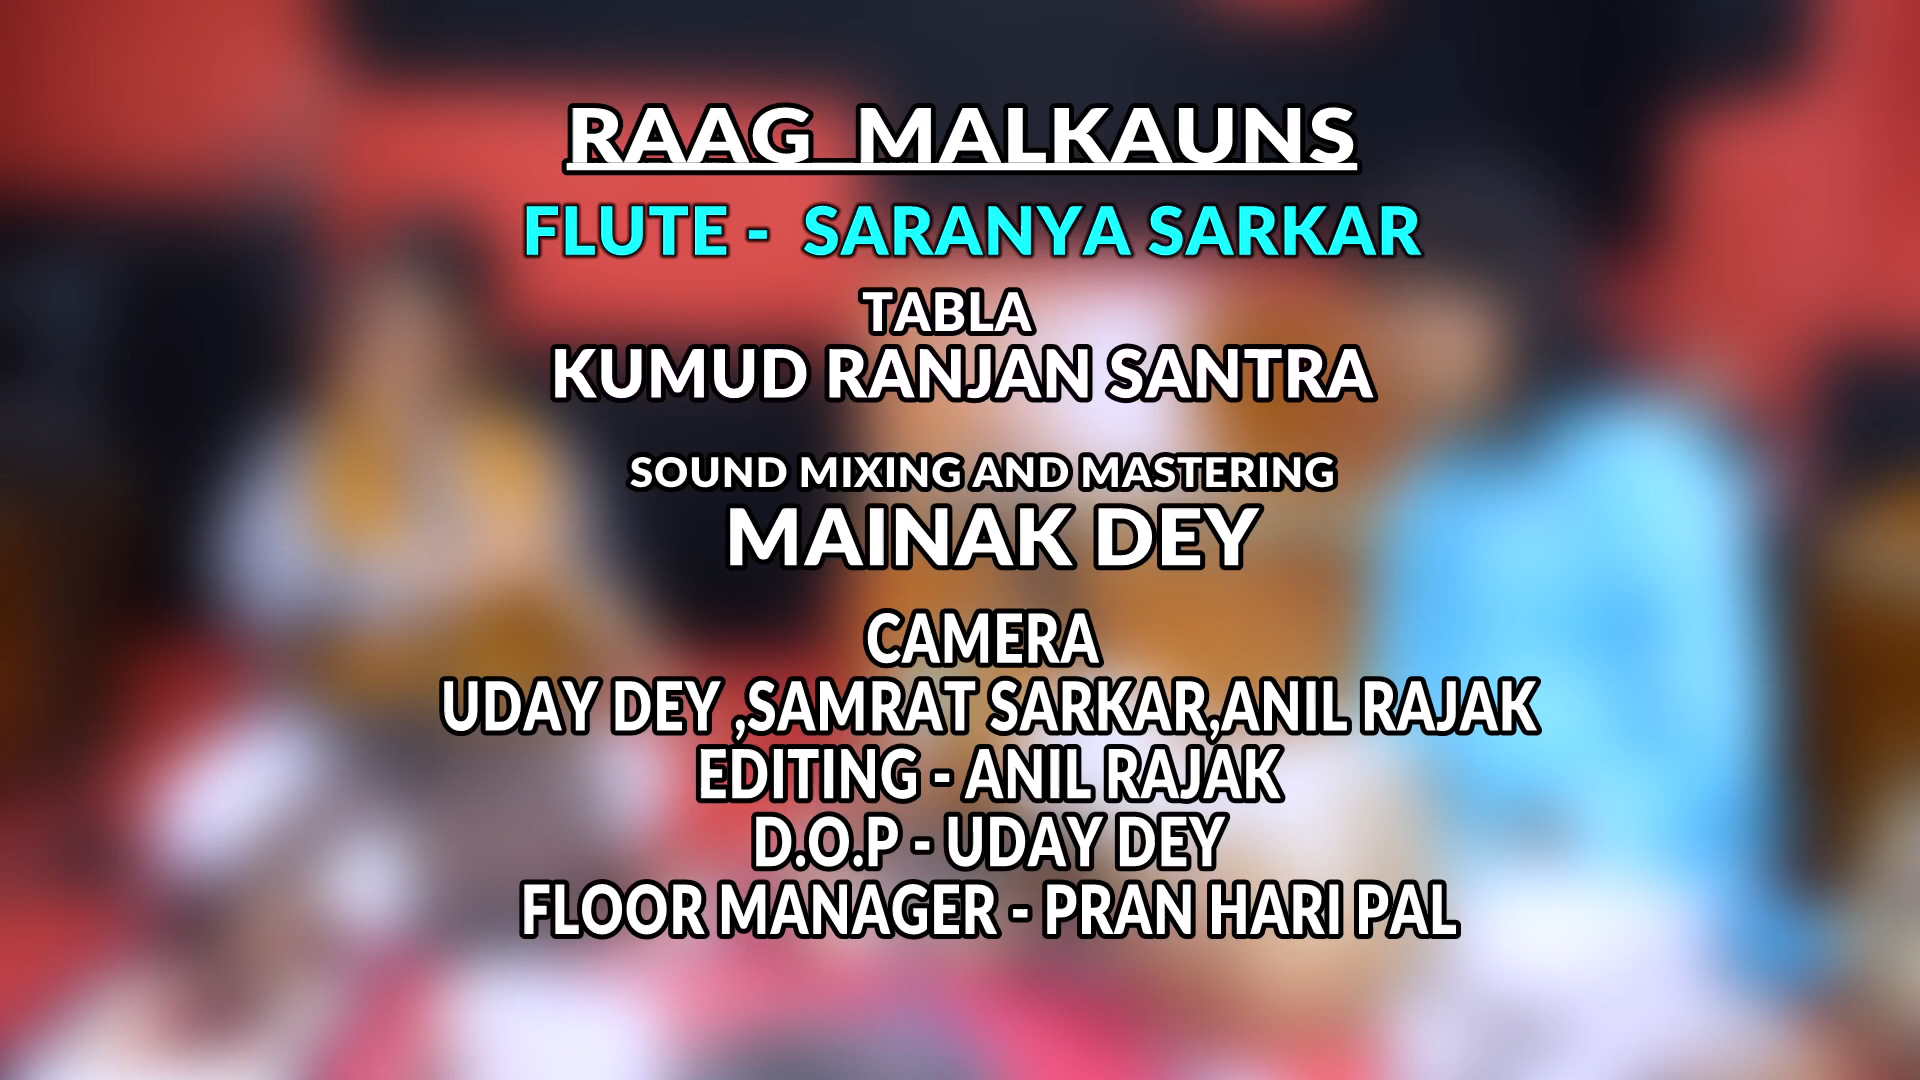 RAAG MALKAUNS
FLUTE - SARANYA SARKAR
TABLA
KUMUD RANJAN SANTRA
SOUND MIXING AND MASTERING
MAINAK DEY
CAMERA
UDAY DEY ,SAMRAT SARKAR,ANIL RAJAK
EDITING - ANIL RAJAK
D.O.P - UDAY DEY
FLOOR MANAGER - PRAN HARI PAL